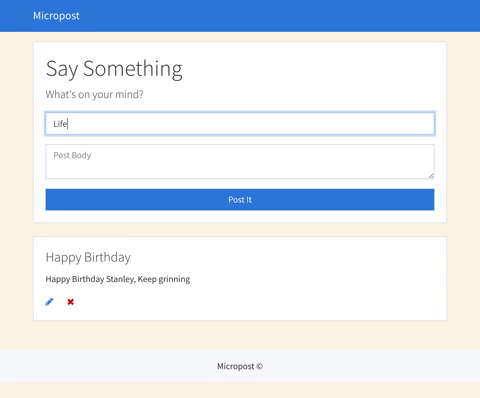 Micropost
Say Something
What's on your mind?
Life
Post Body
Post It
Happy Birthday
Happy Birthday Stanley, Keep grinning
Micropost ©